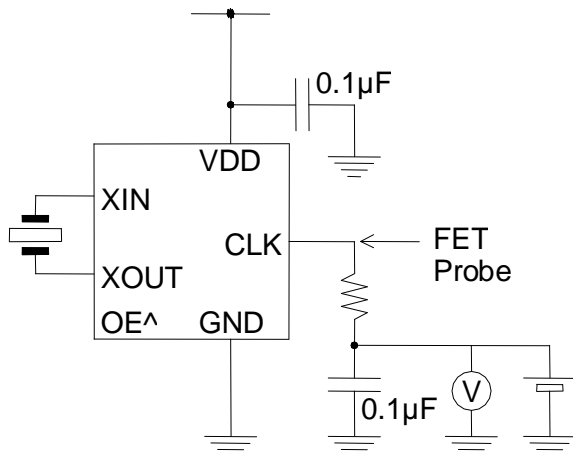 0.1µF
VDD
XIN
CLK
FET
Probe
XOUT
OE^ GND
0.1µF
V